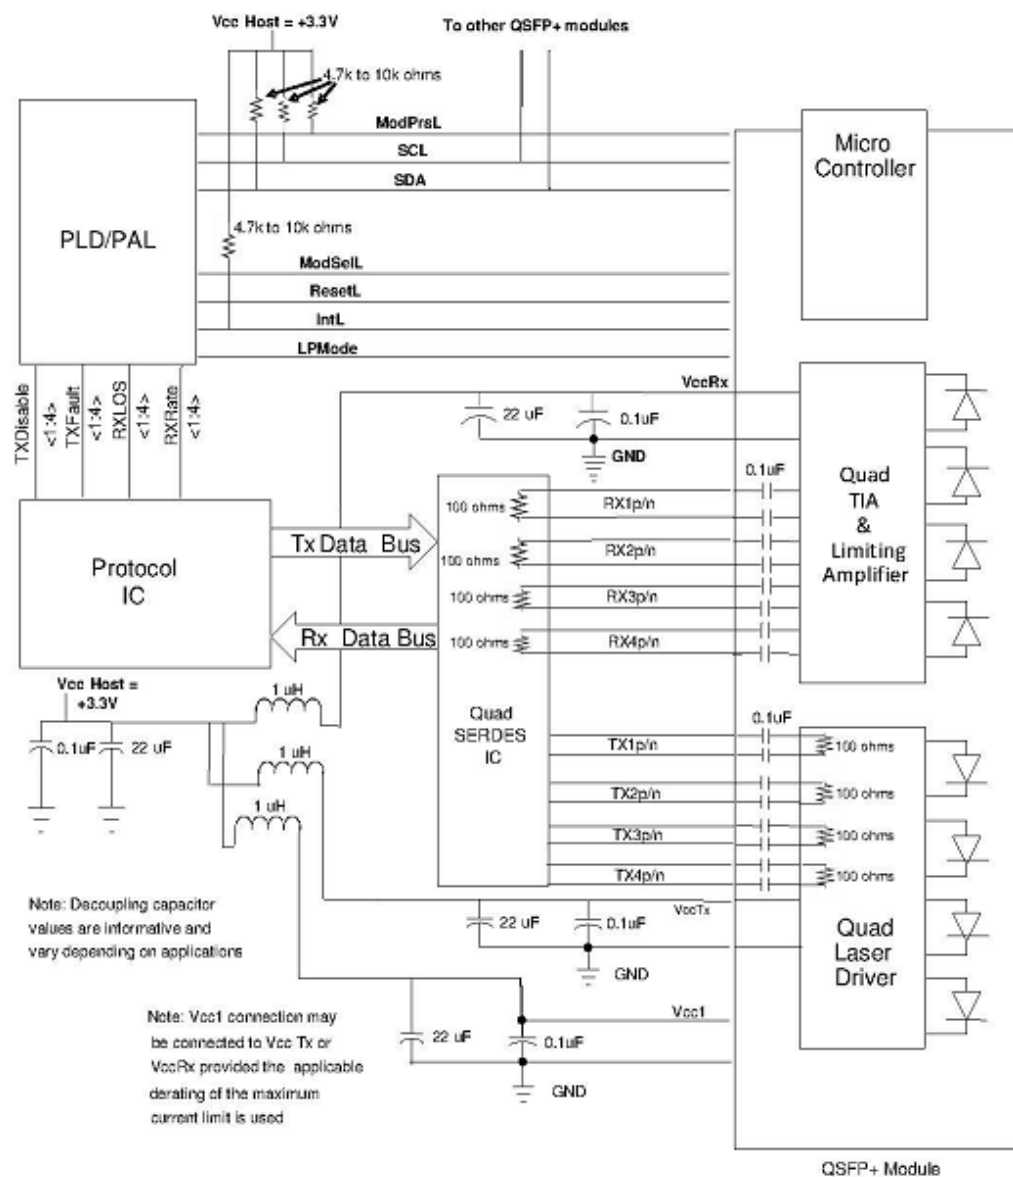 Vcc Host = +3.3V
To other QSFP+ modules
4.7k to 10k ohms
ModPrsL
SCL
SDA
Micro
Controller
PLD/PAL
4.7k to 10k ohms
ModSelL
ResetL
IntL
LPMode
TXDisable
<1:4>
TXFault
<1:4>
RXLOS
<1:4>
RXRate
<1:4>
VccRx
22 uF
0.1uF
GND
0.1uF
100 ohms
RX1p/n
100 ohms
RX2p/n
100 ohms
RX3p/n
100 ohms
RX4p/n
Quad
TIA
&
Limiting
Amplifier
Tx Data Bus
Protocol
IC
Rx Data Bus
Vcc Host =
+3.3V
0.1uF
22 uF
1 uH
1 uH
1 uH
Quad
SERDES
IC
0.1uF
TX1p/n
100 ohms
TX2p/n
100 ohms
TX3p/n
100 ohms
TX4p/n
100 ohms
VccTx
22 uF
0.1uF
GND
Quad
Laser
Driver
Note: Decoupling capacitor
values are informative and
vary depending on applications
Vcc1
22 uF
0.1uF
GND
Note: Vcc1 connection may
be connected to Vcc Tx or
VccRx provided the applicable
derating of the maximum
current limit is used
QSFP+ Module